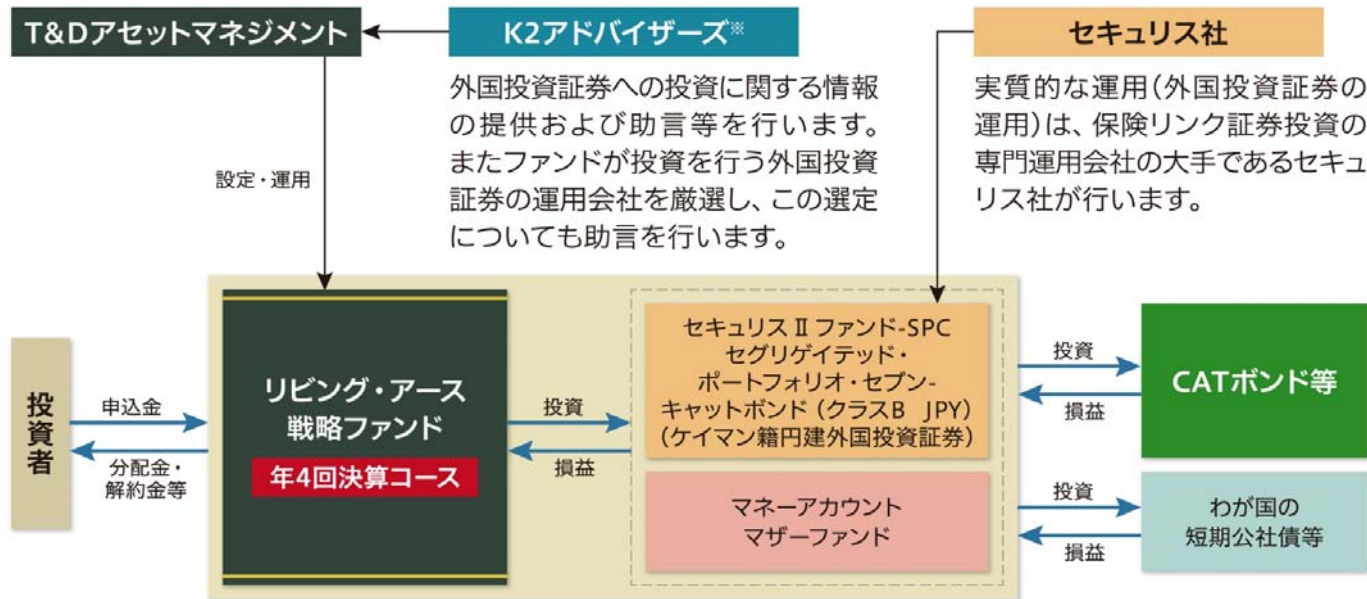 T&Dアセットマネジメント
K2アドバイザーズ※
セキュリス社
外国投資証券への投資に関する情報
の提供および助言等を行います。
またファンドが投資を行う外国投資
証券の運用会社を厳選し、この選定
についても助言を行います。
実質的な運用(外国投資証券の
運用)は、保険リンク証券投資の
専門運用会社の大手であるセキュ
リス社が行います。
設定・運用
投資者
申込金
分配金・
解約金等
リビング・アース
戦略ファンド
年4回決算コース
投資
損益
セキュリスⅡファンド-SPC
セグリゲイテッド・
ポートフォリオ・セブン-
キャットボンド(クラスB JPY)
(ケイマン籍円建外国投資証券)
マネーアカウント
マザーファンド
投資
損益
CATボンド等
投資
損益
わが国の
短期公社債等